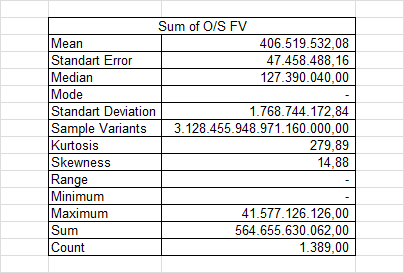 Sum of O/S FV
Mean 406.519.532,08
Standart Error 47.458.488,16
Median 127.390.040,00
Mode -
Standart Deviation 1.768.744.172,84
Sample Variants 3.128.455.948.971.160.000,00
Kurtosis 279,89
Skewness 14,88
Range -
Minimum -
Maximum 41.577.126.126,00
Sum 564.655.630.062,00
Count 1.389,00